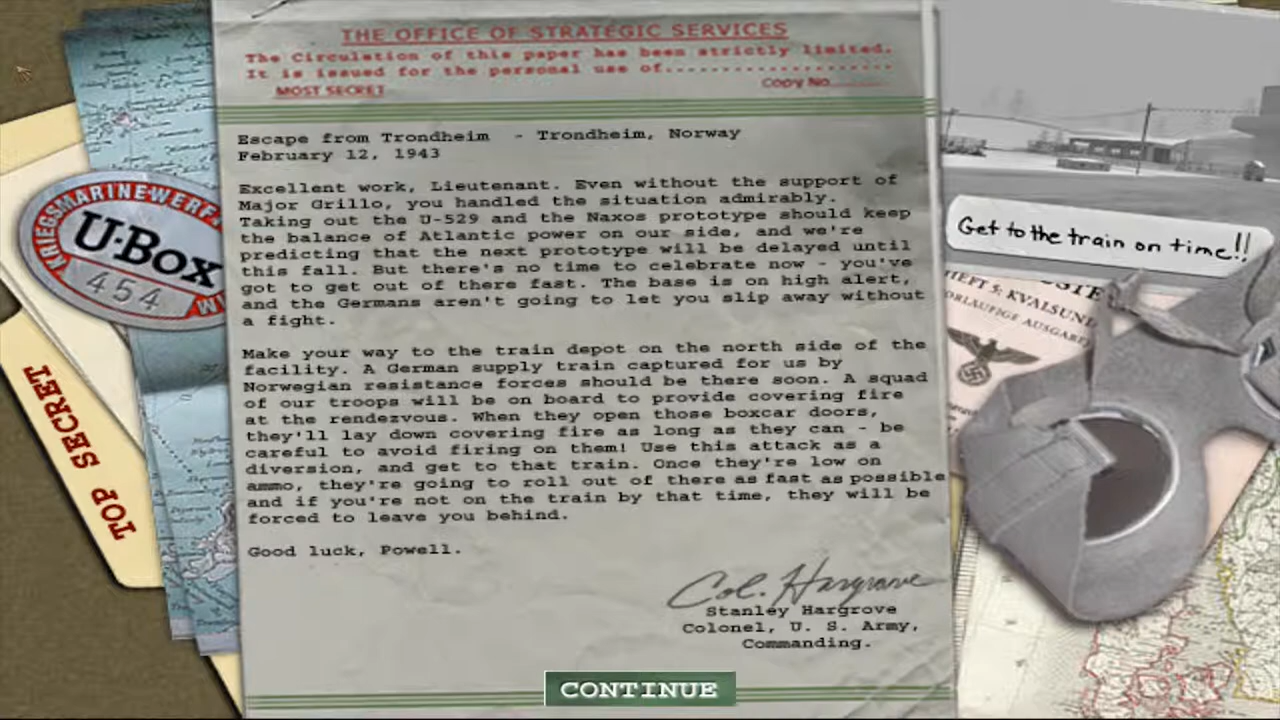 THE OFFICE OF STRATEGIC SERVICES
The Circulation of this paper has been strictly limited.
It is issued for the personal use of....................
MOST SECRET
Copy No.
Escape from Trondheim - Trondheim, Norway
February 12, 1943
Excellent work, Lieutenant. Even without the support of
Major Grillo, you handled the situation admirably.
Taking out the U-529 and the Naxos prototype should keep
the balance of Atlantic power on our side, and we're
predicting that the next prototype will be delayed until
this fall. But there's no time to celebrate now - you've
got to get out of there fast. The base is on high alert,
and the Germans aren't going to let you slip away without
a fight.
Make your way to the train depot on the north side of the
facility. A German supply train captured for us by
Norwegian resistance forces should be there soon. A squad
of our troops will be on board to provide covering fire
at the rendezvous. When they open those boxcar doors,
they'll lay down covering fire as long as they can - be
careful to avoid firing on them! Use this attack as a
diversion, and get to that train. Once they're low on
ammo, they're going to roll out of there as fast as possible
and if you're not on the train by that time, they will be
forced to leave you behind.
Good luck, Powell.
Col. Hargrove
Stanley Hargrove
Colonel, U. S. Army,
Commanding.
CONTINUE
KRIEGSMARINEWERFA
U-Box
454
TOP SECRET
Get to the train on time!!
HEFT 5: KVALSUND